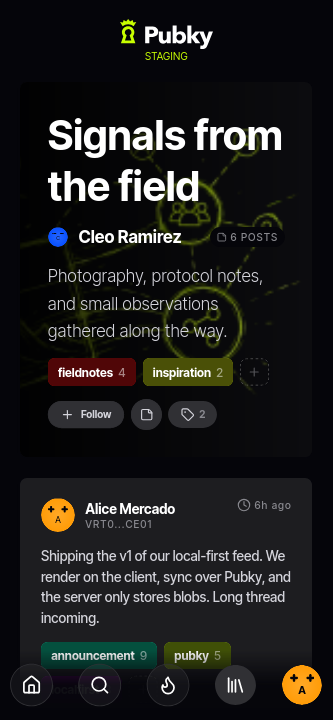 Pubky
STAGING
Signals from
the field
Cleo Ramirez
6 POSTS
Photography, protocol notes,
and small observations
gathered along the way.
fieldnotes 4
inspiration 2
+
+ Follow
2
Alice Mercado
6h ago
VRT0...CE01
Shipping the v1 of our local-first feed. We
render on the client, sync over Pubky, and
the server only stores blobs. Long thread
incoming.
announcement 9
pubky 5
A